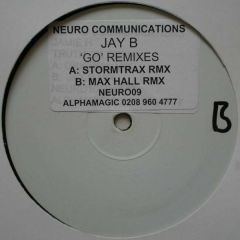 NEURO COMMUNICATIONS
JAY B
'GO' REMIXES
A: STORMTRAX RMX
B: MAX HALL RMX
NEURO09
ALPHAMAGIC 0208 960 4777
B